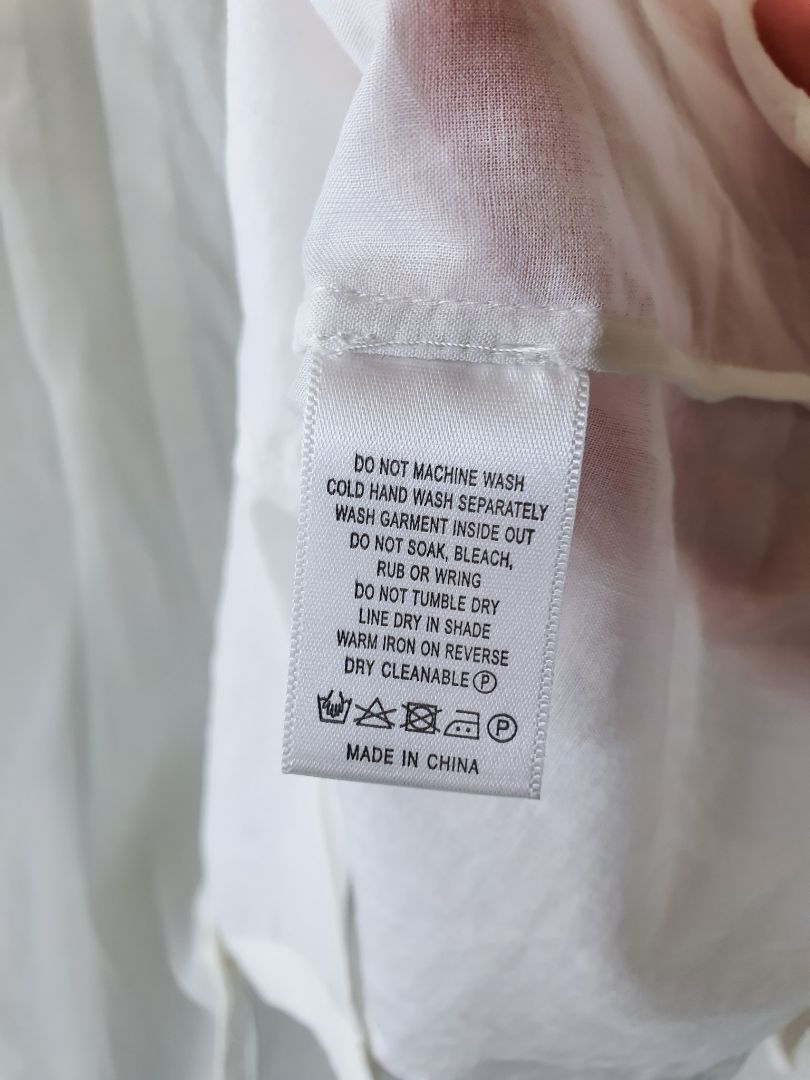 DO NOT MACHINE WASH
COLD HAND WASH SEPARATELY
WASH GARMENT INSIDE OUT
DO NOT SOAK, BLEACH,
RUB OR WRING
DO NOT TUMBLE DRY
LINE DRY IN SHADE
WARM IRON ON REVERSE
DRY CLEANABLE Ⓟ
Ⓟ
MADE IN CHINA